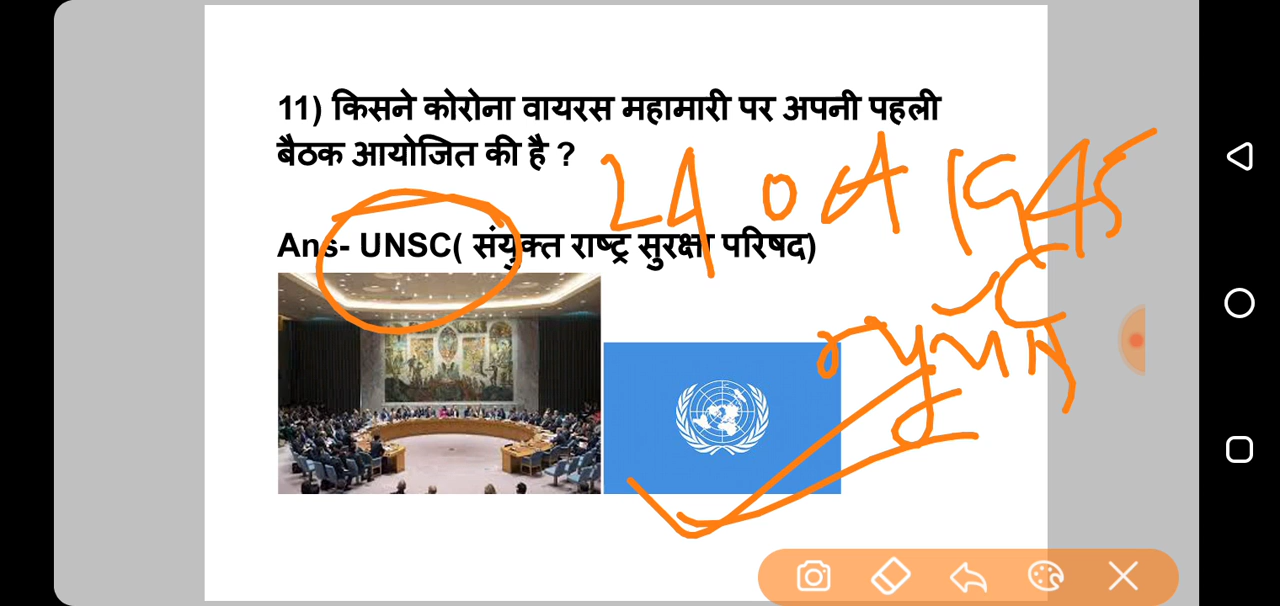 11) किसने कोरोना वायरस महामारी पर अपनी पहली
बैठक आयोजित की है ?
24 oct 1945
Ans- UNSC( संयुक्त राष्ट्र सुरक्षा परिषद)